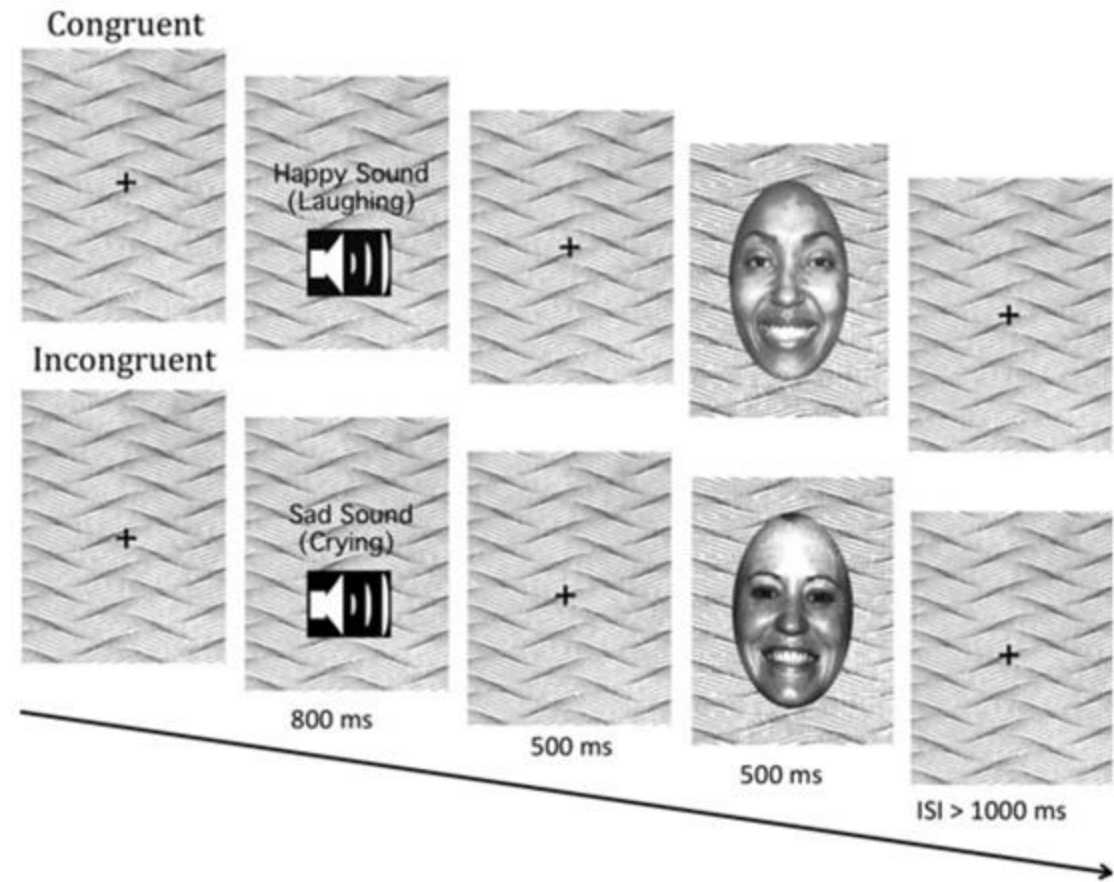 Congruent
Happy Sound
(Laughing)
Incongruent
Sad Sound
(Crying)
800 ms
500 ms
500 ms
ISI > 1000 ms